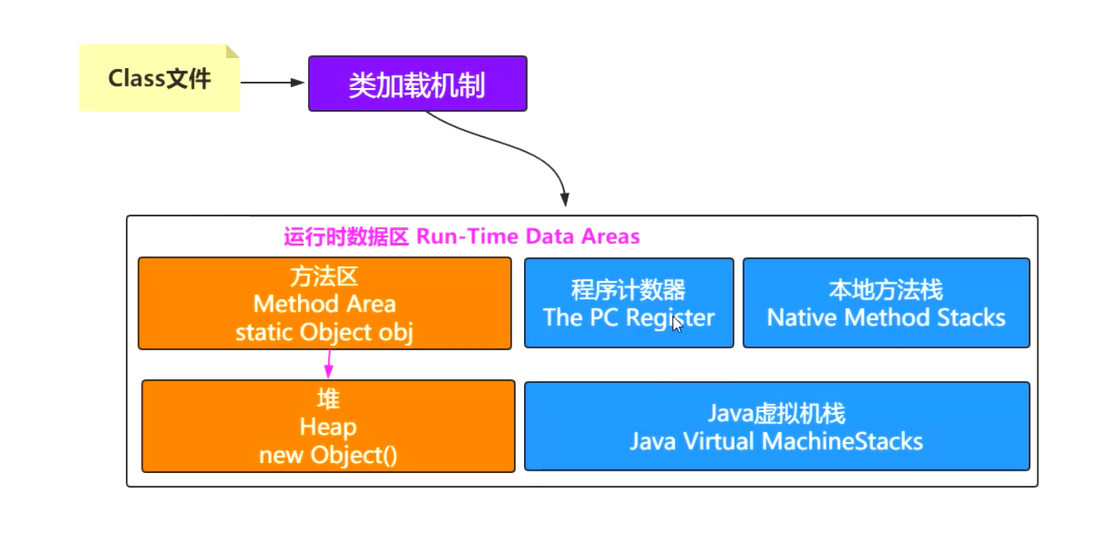 Class文件
类加载机制
运行时数据区 Run-Time Data Areas
方法区
Method Area
static Object obj
程序计数器
The PC Register
本地方法栈
Native Method Stacks
堆
Heap
new Object()
Java虚拟机栈
Java Virtual MachineStacks